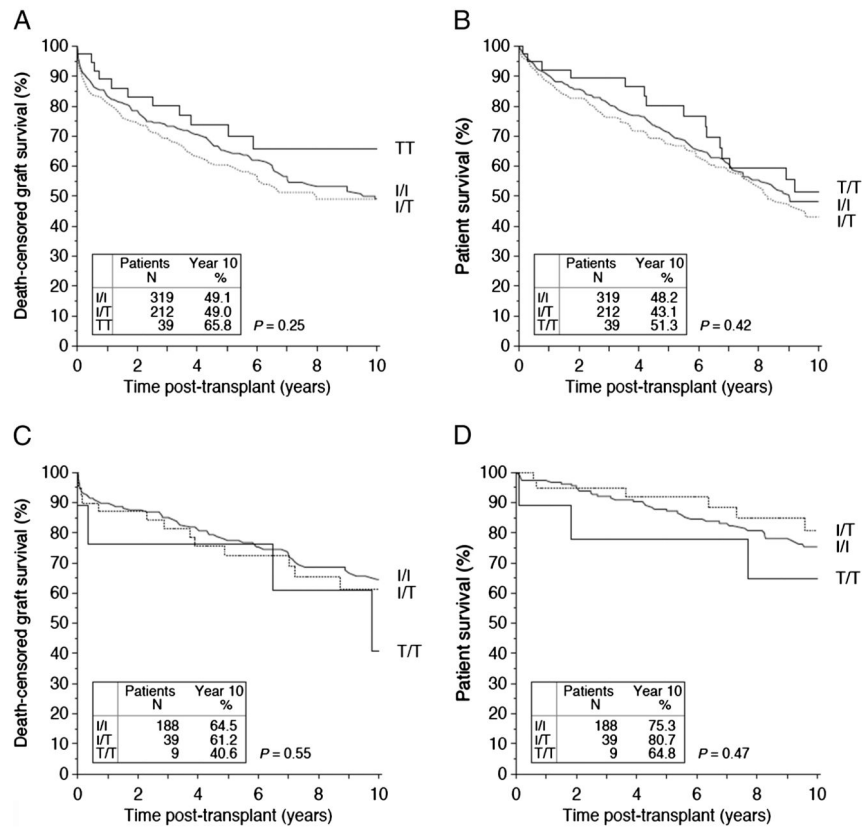 A
Death-censored graft survival (%)
100
90
80
70
60
50
40
30
20
10
0
TT
I/I
I/T
Patients Year 10
N %
I/I 319 49.1
I/T 212 49.0
TT 39 65.8
P = 0.25
0 2 4 6 8 10
Time post-transplant (years)
B
Patient survival (%)
100
90
80
70
60
50
40
30
20
10
0
T/T
I/I
I/T
Patients Year 10
N %
I/I 319 48.2
I/T 212 43.1
T/T 39 51.3
P = 0.42
0 2 4 6 8 10
Time post-transplant (years)
C
Death-censored graft survival (%)
100
90
80
70
60
50
40
30
20
10
0
I/I
I/T
T/T
Patients Year 10
N %
I/I 188 64.5
I/T 39 61.2
T/T 9 40.6
P = 0.55
0 2 4 6 8 10
Time post-transplant (years)
D
Patient survival (%)
100
90
80
70
60
50
40
30
20
10
0
I/T
I/I
T/T
Patients Year 10
N %
I/I 188 75.3
I/T 39 80.7
T/T 9 64.8
P = 0.47
0 2 4 6 8 10
Time post-transplant (years)